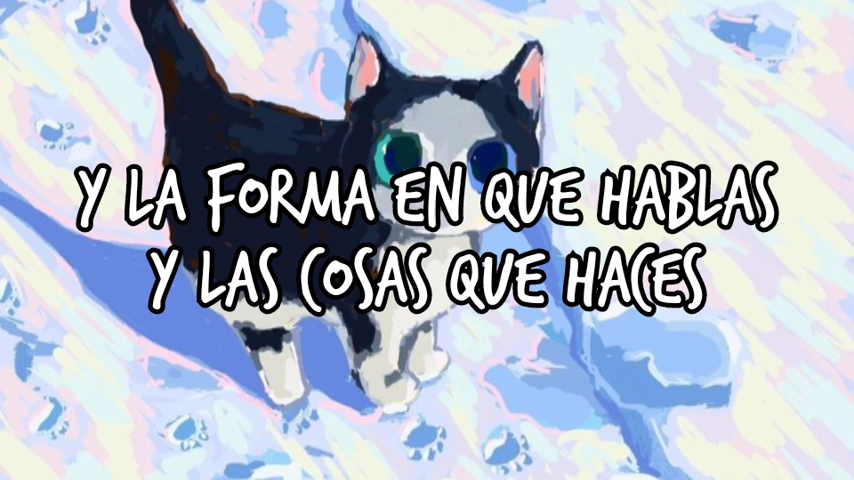 Y LA FORMA EN QUE HABLAS
Y LAS COSAS QUE HACES